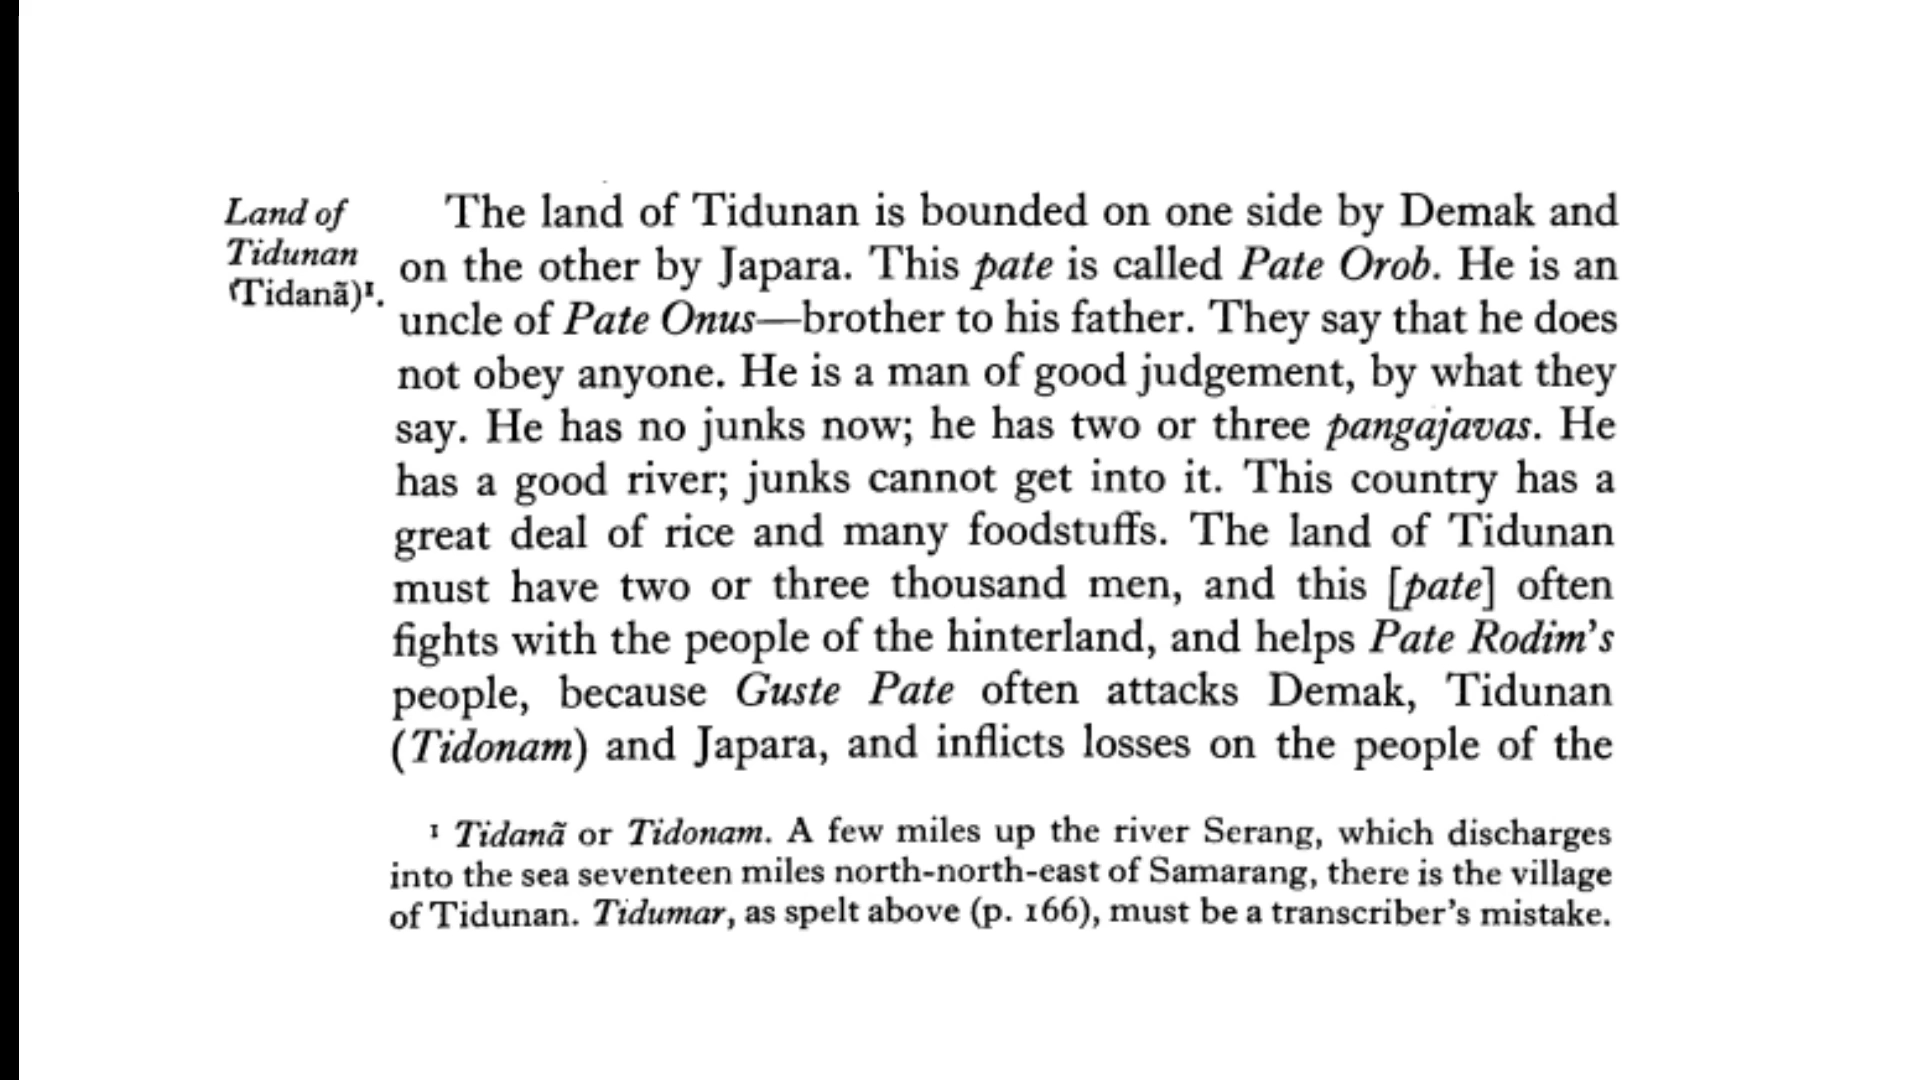 Land of
Tidunan
(Tidanã)¹.
The land of Tidunan is bounded on one side by Demak and
on the other by Japara. This pate is called Pate Orob. He is an
uncle of Pate Onus—brother to his father. They say that he does
not obey anyone. He is a man of good judgement, by what they
say. He has no junks now; he has two or three pangajavas. He
has a good river; junks cannot get into it. This country has a
great deal of rice and many foodstuffs. The land of Tidunan
must have two or three thousand men, and this [pate] often
fights with the people of the hinterland, and helps Pate Rodim's
people, because Guste Pate often attacks Demak, Tidunan
(Tidonam) and Japara, and inflicts losses on the people of the
¹ Tidanã or Tidonam. A few miles up the river Serang, which discharges
into the sea seventeen miles north-north-east of Samarang, there is the village
of Tidunan. Tidumar, as spelt above (p. 166), must be a transcriber's mistake.